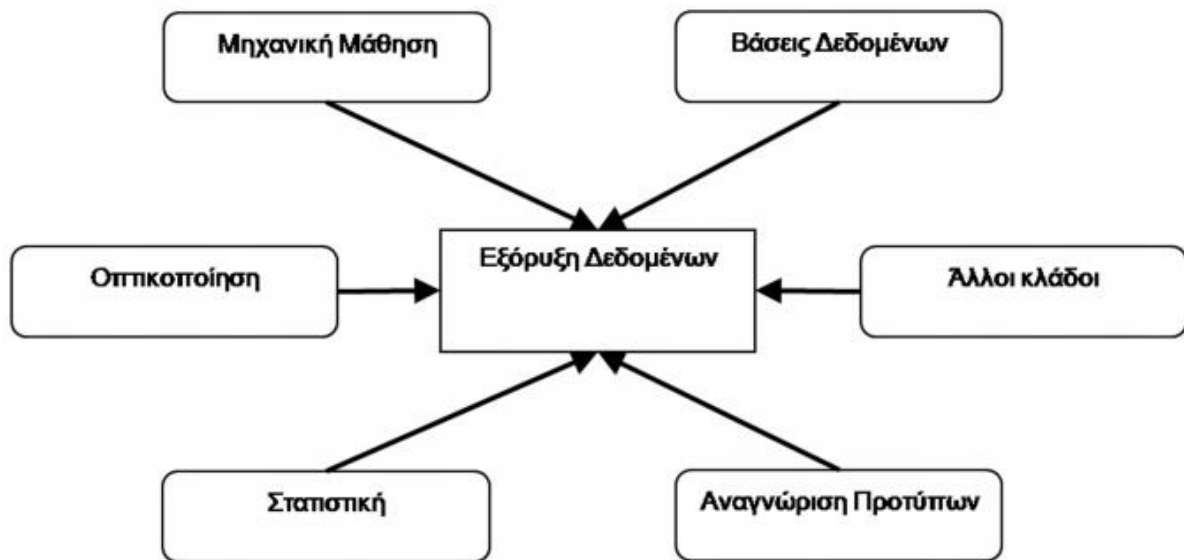 Μηχανική Μάθηση
Βάσεις Δεδομένων
Οπτικοποίηση
Εξόρυξη Δεδομένων
Άλλοι κλάδοι
Στατιστική
Αναγνώριση Προτύπων